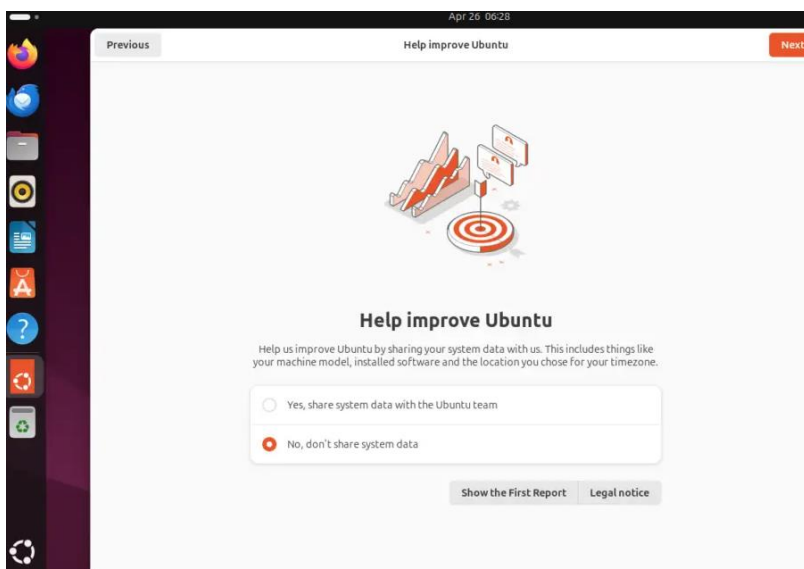 Apr 26 06:28
Previous
Help improve Ubuntu
Next
Help improve Ubuntu
Help us improve Ubuntu by sharing your system data with us. This includes things like
your machine model, installed software and the location you chose for your timezone.
Yes, share system data with the Ubuntu team
No, don't share system data
Show the First Report
Legal notice